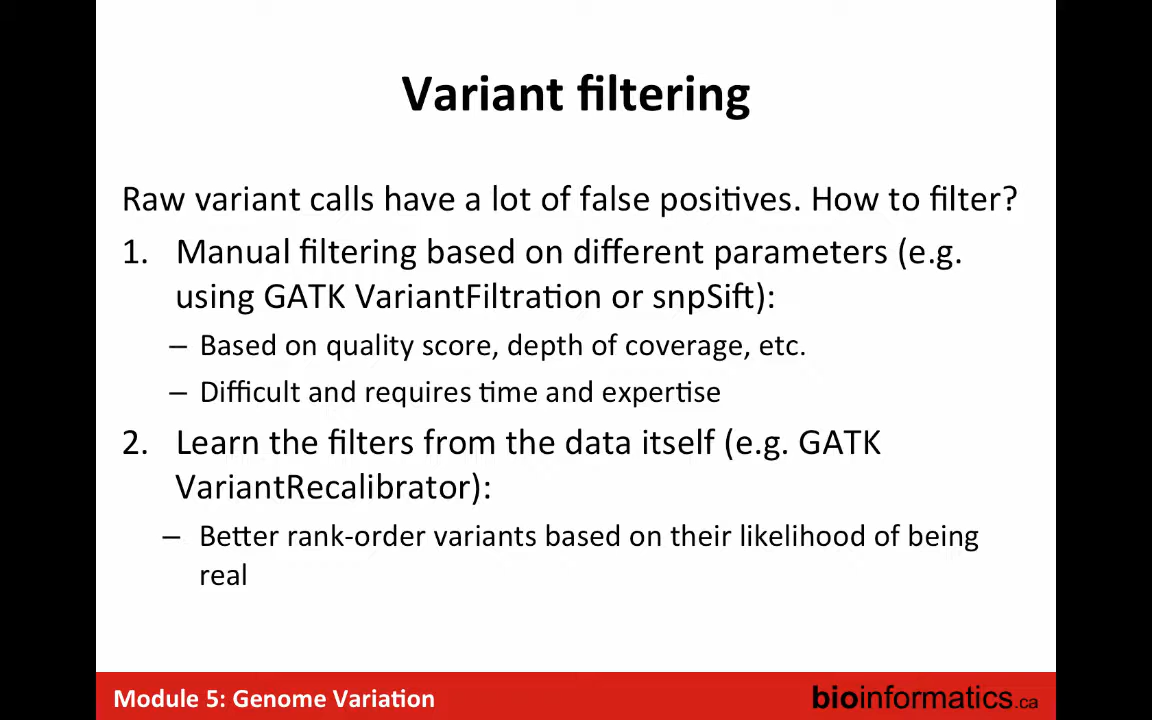 Variant filtering
Raw variant calls have a lot of false positives. How to filter?
1. Manual filtering based on different parameters (e.g.
using GATK VariantFiltration or snpSift):
– Based on quality score, depth of coverage, etc.
– Difficult and requires time and expertise
2. Learn the filters from the data itself (e.g. GATK
VariantRecalibrator):
– Better rank-order variants based on their likelihood of being
real
Module 5: Genome Variation
bioinformatics.ca